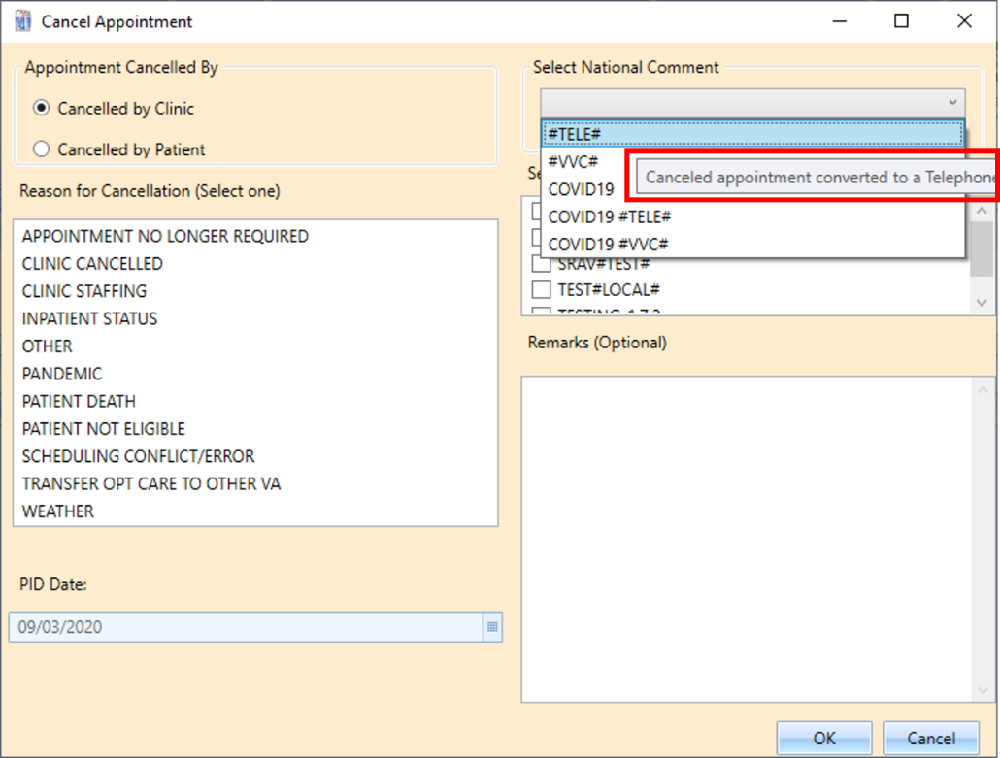 Cancel Appointment
Appointment Cancelled By
Cancelled by Clinic
Cancelled by Patient
Reason for Cancellation (Select one)
APPOINTMENT NO LONGER REQUIRED
CLINIC CANCELLED
CLINIC STAFFING
INPATIENT STATUS
OTHER
PANDEMIC
PATIENT DEATH
PATIENT NOT ELIGIBLE
SCHEDULING CONFLICT/ERROR
TRANSFER OPT CARE TO OTHER VA
WEATHER
PID Date:
09/03/2020
Select National Comment
#TELE#
#VVC#
Canceled appointment converted to a Telephone
COVID19
COVID19 #TELE#
COVID19 #VVC#
SRAV#TEST#
TEST#LOCAL#
Remarks (Optional)
OK
Cancel